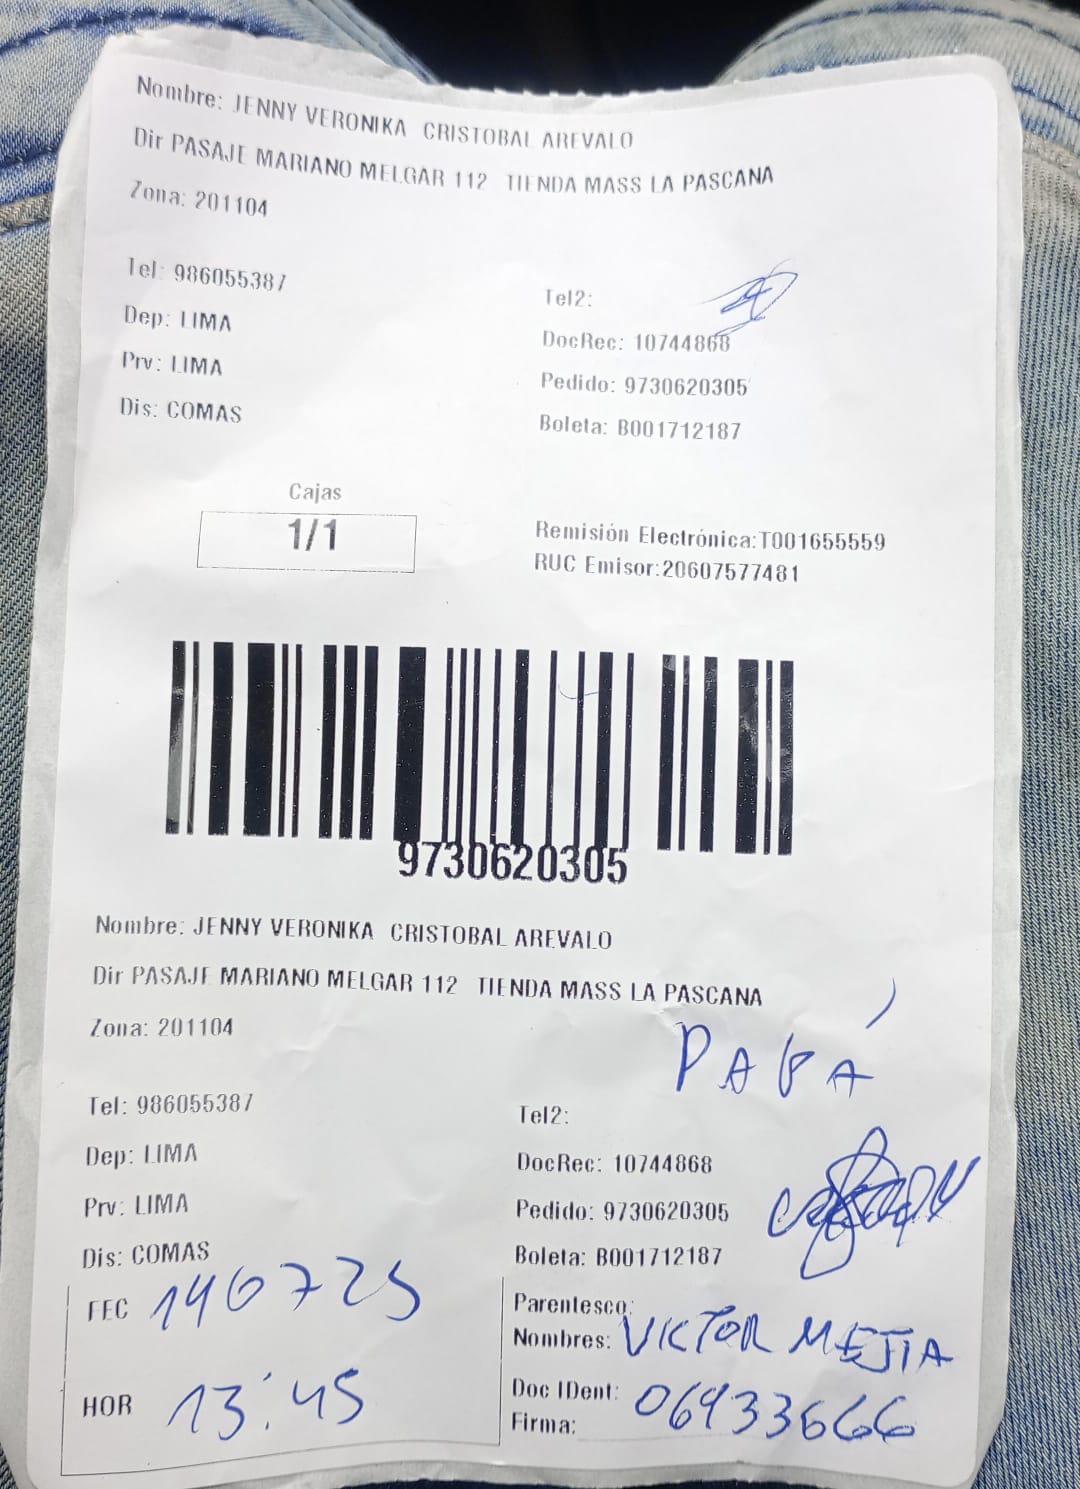 Nombre: JENNY VERONIKA CRISTOBAL AREVALO
Dir PASAJE MARIANO MELGAR 112 TIENDA MASS LA PASCANA
Zona: 201104
Tel: 986055387
Tel2:
Dep: LIMA
DocRec: 10744868
Prv: LIMA
Pedido: 9730620305
Dis: COMAS
Boleta: B001712187
Cajas
1/1
Remisión Electrónica:T001655559
RUC Emisor:20607577481
9730620305
Nombre: JENNY VERONIKA CRISTOBAL AREVALO
Dir PASAJE MARIANO MELGAR 112 TIENDA MASS LA PASCANA
Zona: 201104
PAPÁ
Tel: 986055387
Tel2:
Dep: LIMA
DocRec: 10744868
Prv: LIMA
Pedido: 9730620305
Dis: COMAS
Boleta: B001712187
FEC 140725
Parentesco:
Nombres: VICTOR MEJIA
HOR 13:45
Doc IDent: 06933666
Firma: